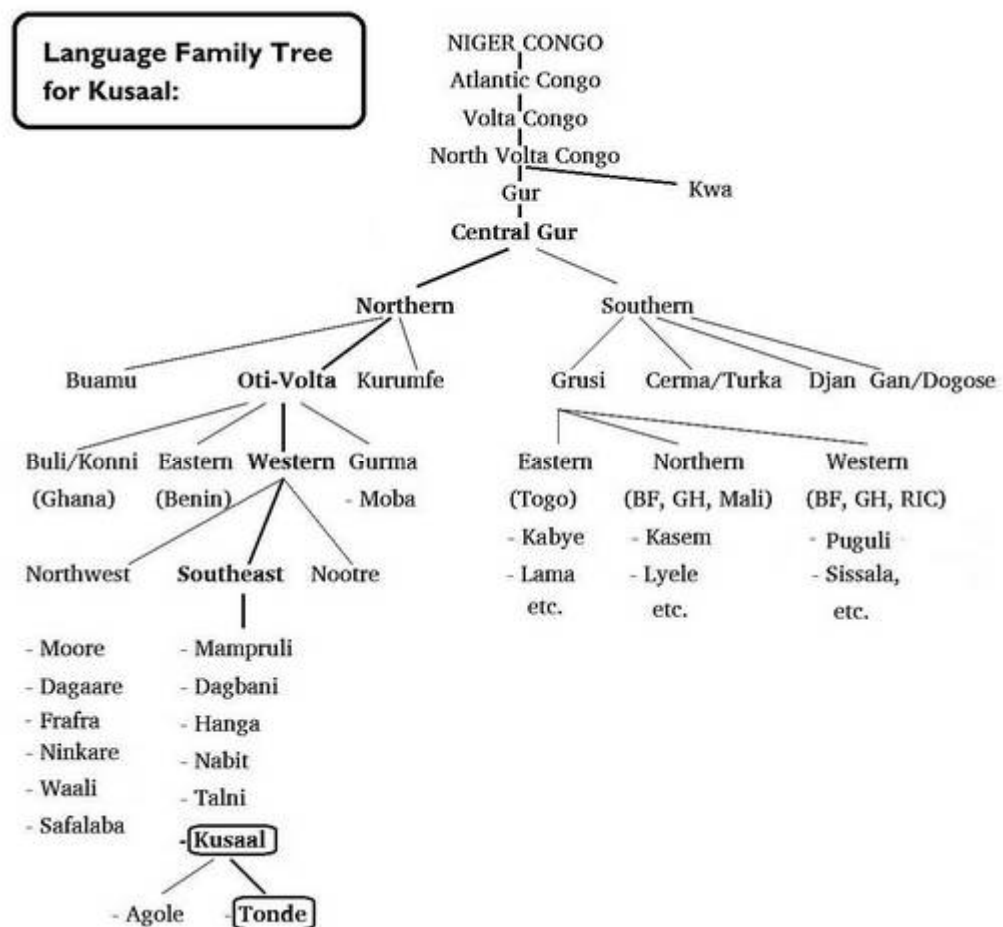 Language Family Tree
for Kusaal:
NIGER CONGO
Atlantic Congo
Volta Congo
North Volta Congo
Kwa
Gur
Central Gur
Northern
Southern
Buamu
Oti-Volta
Kurumfe
Grusi
Cerma/Turka
Djan
Gan/Dogose
Buli/Konni
(Ghana)
Eastern
(Benin)
Western
Gurma
- Moba
Eastern
(Togo)
- Kabye
- Lama
etc.
Northern
(BF, GH, Mali)
- Kasem
- Lyele
etc.
Western
(BF, GH, RIC)
- Puguli
- Sissala,
etc.
Northwest
Southeast
Nootre
- Moore
- Dagaare
- Frafra
- Ninkare
- Waali
- Safalaba
- Mampruli
- Dagbani
- Hanga
- Nabit
- Talni
- Kusaal
- Agole
- Tonde